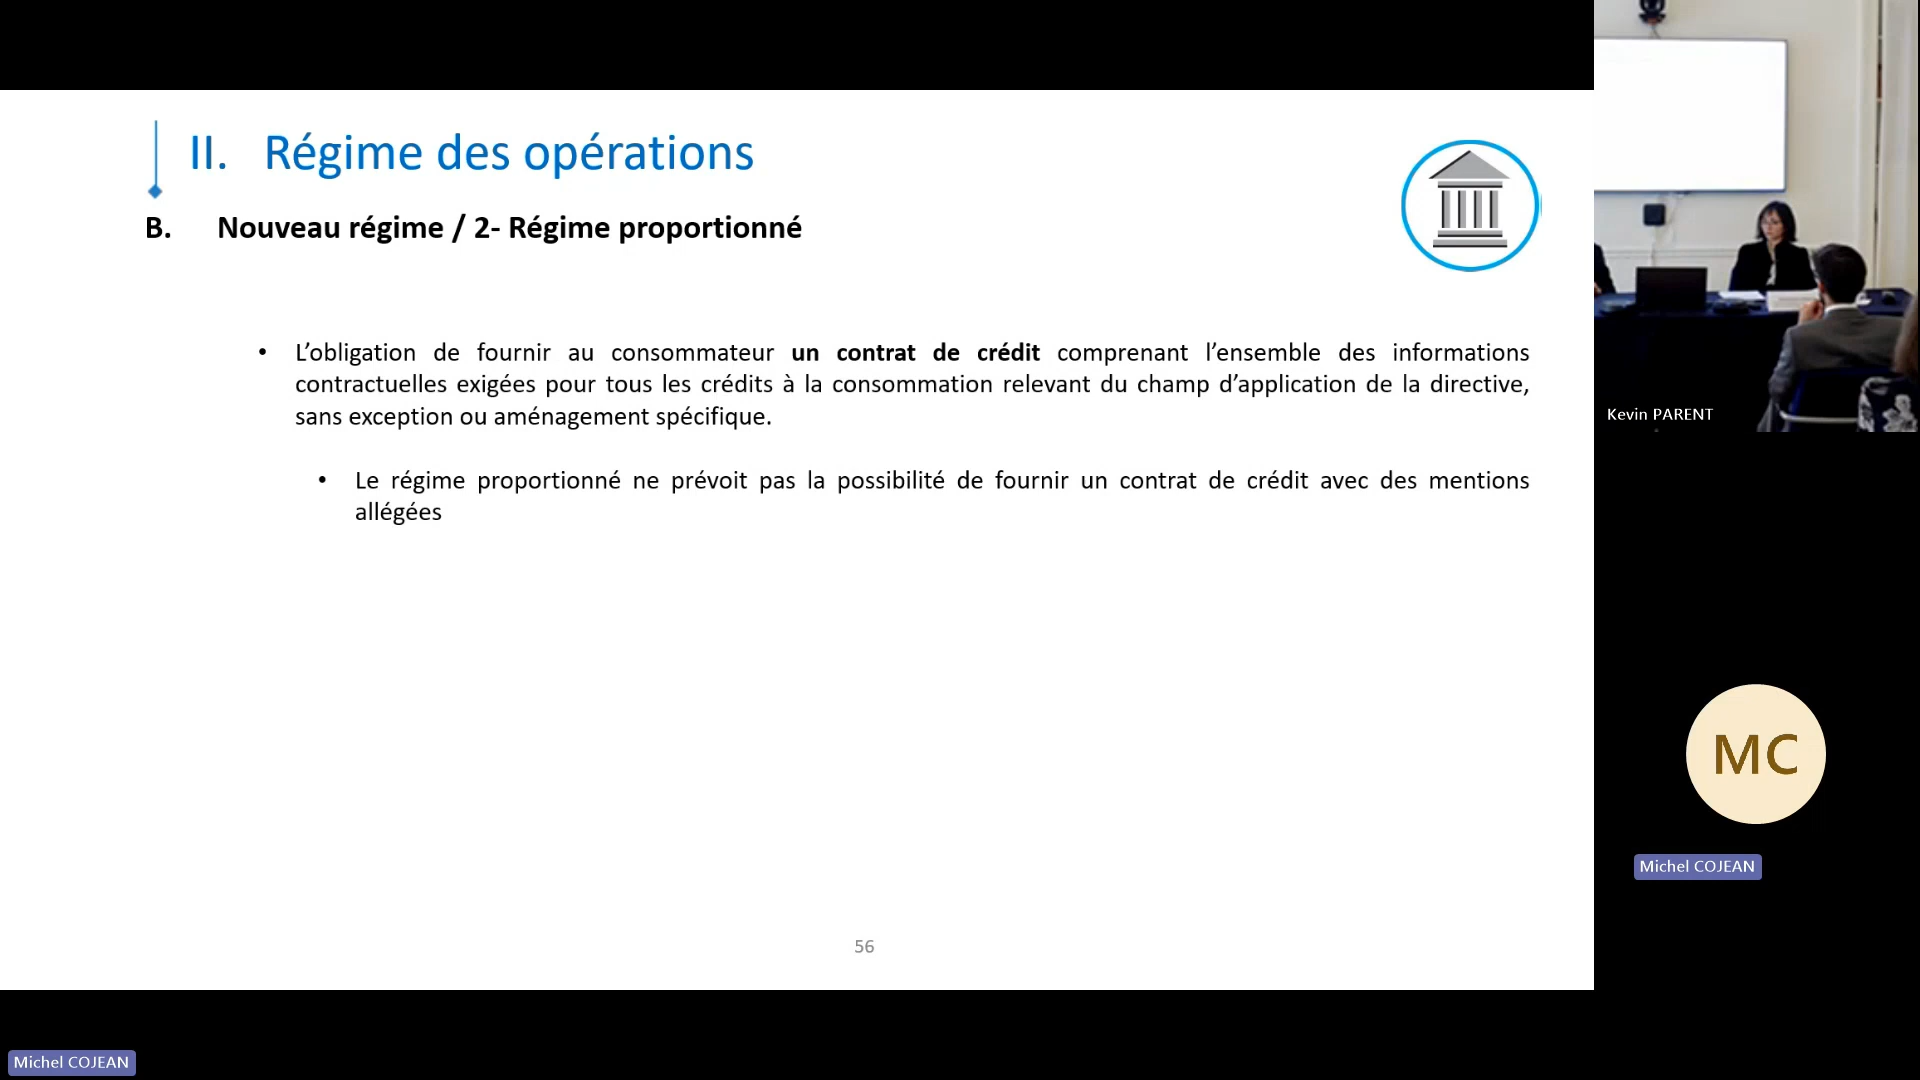 II. Régime des opérations
B. Nouveau régime / 2- Régime proportionné
• L’obligation de fournir au consommateur un contrat de crédit comprenant l’ensemble des informations
contractuelles exigées pour tous les crédits à la consommation relevant du champ d’application de la directive,
sans exception ou aménagement spécifique.
• Le régime proportionné ne prévoit pas la possibilité de fournir un contrat de crédit avec des mentions
allégées
56
Kevin PARENT
MC
Michel COJEAN
Michel COJEAN